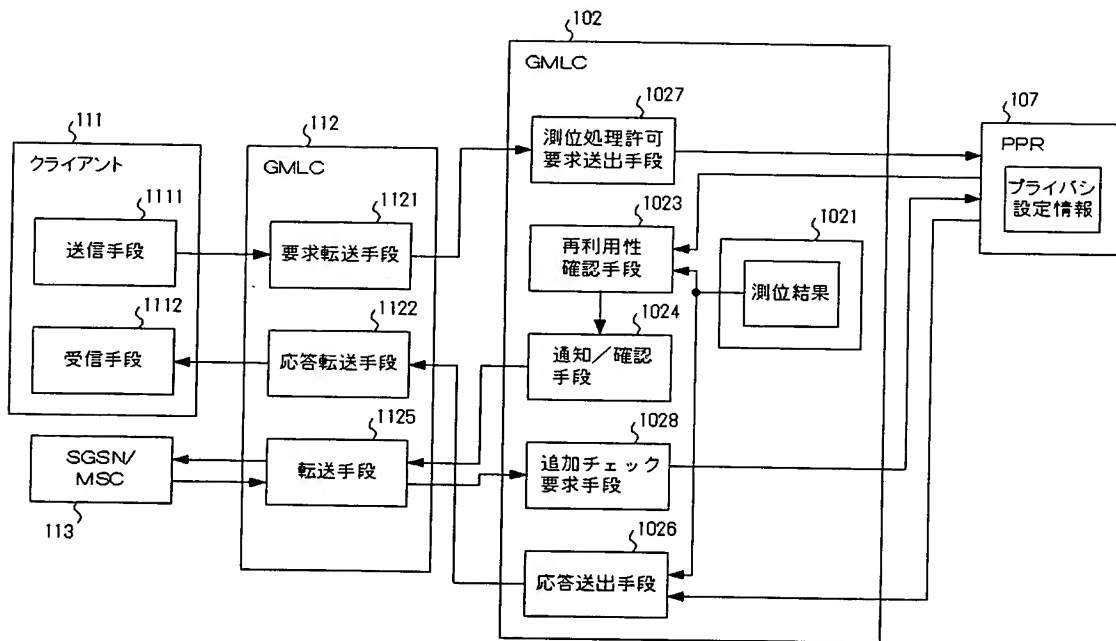 102
GMLC
111
クライアント
1111
送信手段
1112
受信手段
SGSN/
MSC
113
112
GMLC
1121
要求転送手段
1122
応答転送手段
1125
転送手段
1027
測位処理許可
要求送出手段
1023
再利用性
確認手段
1024
通知／確認
手段
1028
追加チェック
要求手段
1026
応答送出手段
1021
測位結果
107
PPR
プライバシ
設定情報